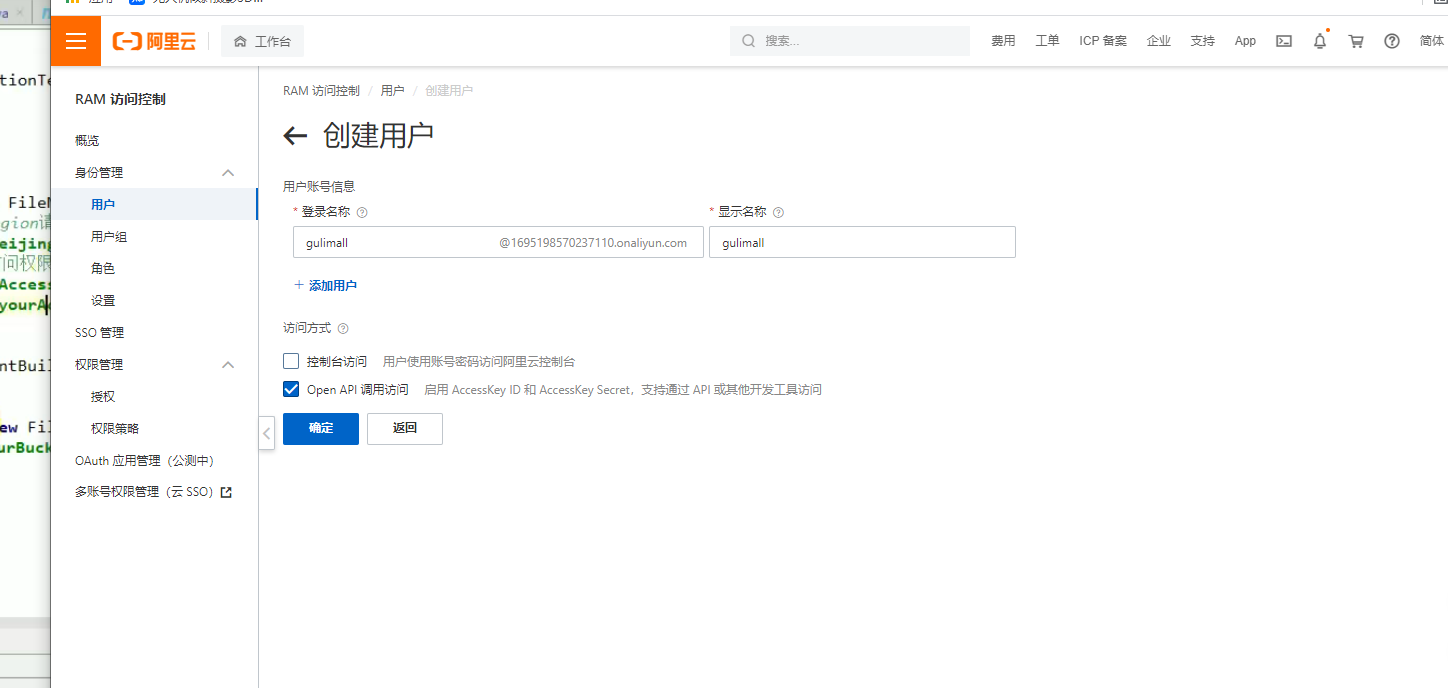 应用
阿里云
工作台
搜索...
费用
工单
ICP 备案
企业
支持
App
简体
RAM 访问控制
概览
身份管理
用户
用户组
角色
设置
SSO 管理
权限管理
授权
权限策略
OAuth 应用管理（公测中）
多账号权限管理（云 SSO）
RAM 访问控制 / 用户 / 创建用户
← 创建用户
用户账号信息
* 登录名称
* 显示名称
gulimall @1695198570237110.onaliyun.com
gulimall
+ 添加用户
访问方式
控制台访问 用户使用账号密码访问阿里云控制台
Open API 调用访问 启用 AccessKey ID 和 AccessKey Secret，支持通过 API 或其他开发工具访问
确定
返回
va
tionTe
FileN
gion请
eijing
问权限
Access
yourA
ntBuil
ew Fil
urBuck